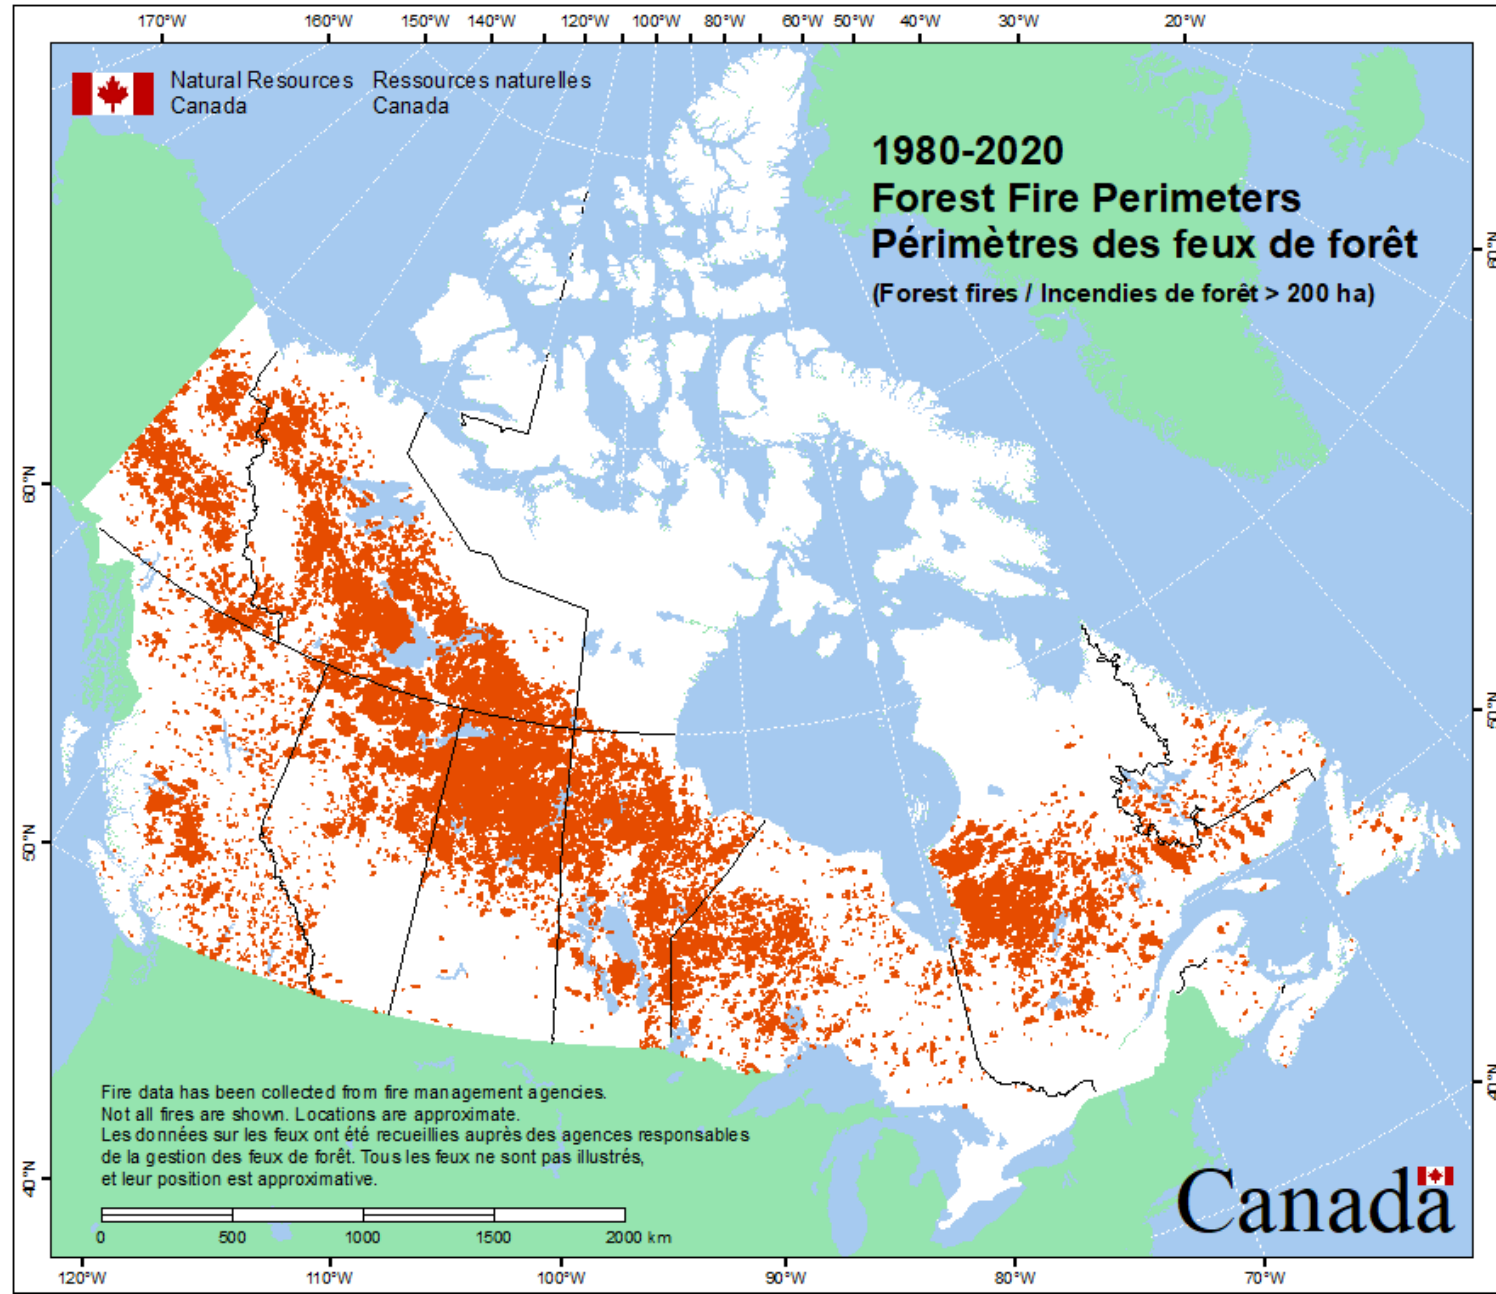 170°W 160°W 150°W 140°W 120°W 100°W 80°W 60°W 50°W 40°W 30°W 20°W
Natural Resources Ressources naturelles
Canada Canada
1980-2020
Forest Fire Perimeters
Périmètres des feux de forêt
(Forest fires / Incendies de forêt > 200 ha)
60°N
60°N
50°N
50°N
40°N
40°N
Fire data has been collected from fire management agencies.
Not all fires are shown. Locations are approximate.
Les données sur les feux ont été recueillies auprès des agences responsables
de la gestion des feux de forêt. Tous les feux ne sont pas illustrés,
et leur position est approximative.
0 500 1000 1500 2000 km
Canada
120°W 110°W 100°W 90°W 80°W 70°W